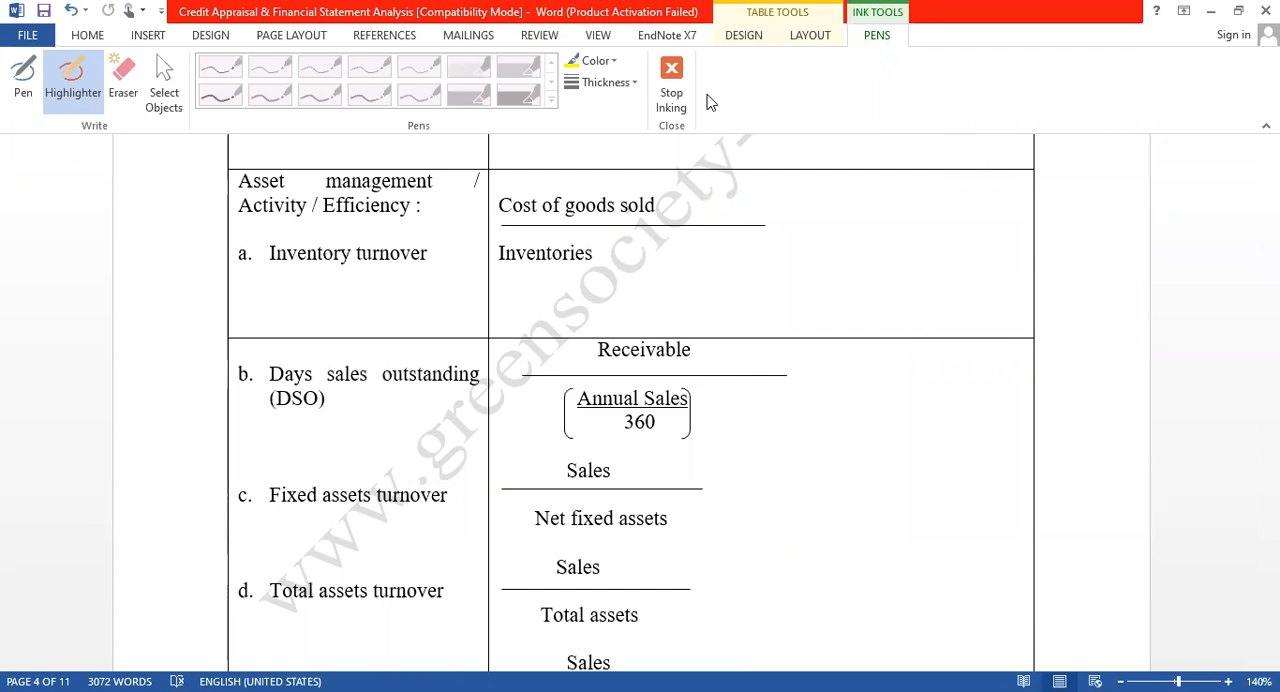 Credit Appraisal & Financial Statement Analysis [Compatibility Mode] - Word (Product Activation Failed)
TABLE TOOLS
INK TOOLS
?
FILE HOME INSERT DESIGN PAGE LAYOUT REFERENCES MAILINGS REVIEW VIEW EndNote X7 DESIGN LAYOUT PENS Sign in
Pen Highlighter Eraser Select Objects
Color
Thickness
Stop Inking
Write Pens Close
Asset management /
Activity / Efficiency :
Cost of goods sold
a. Inventory turnover
Inventories
Receivable
b. Days sales outstanding
(DSO)
Annual Sales
360
Sales
c. Fixed assets turnover
Net fixed assets
Sales
d. Total assets turnover
Total assets
Sales
www.greensociety-
PAGE 4 OF 11 3072 WORDS ENGLISH (UNITED STATES) 140%